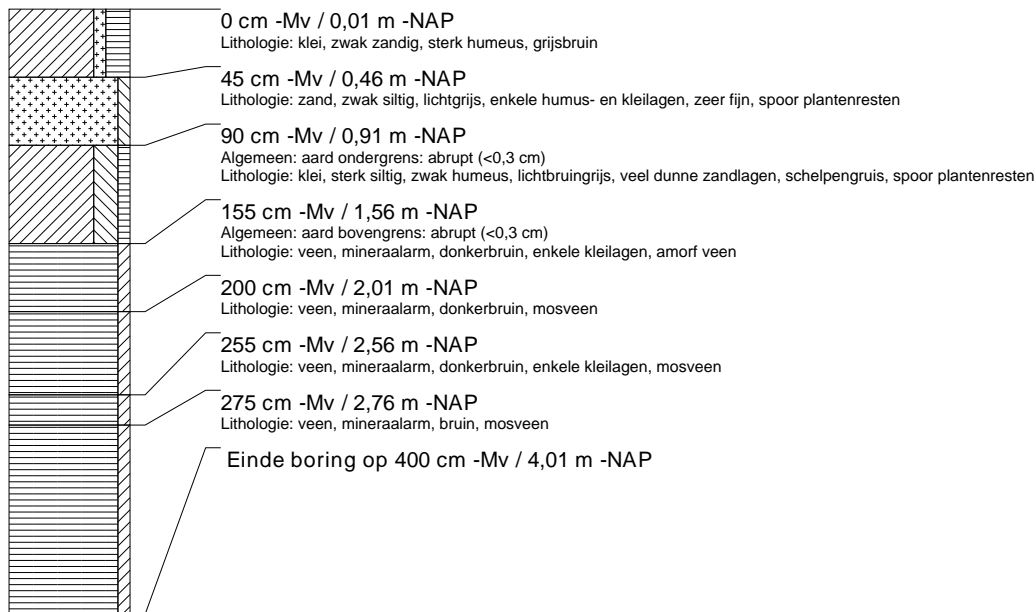 0 cm -Mv / 0,01 m -NAP
Lithologie: klei, zwak zandig, sterk humeus, grijsbruin
45 cm -Mv / 0,46 m -NAP
Lithologie: zand, zwak siltig, lichtgrijs, enkele humus- en kleilagen, zeer fijn, spoor plantenresten
90 cm -Mv / 0,91 m -NAP
Algemeen: aard ondergrens: abrupt (<0,3 cm)
Lithologie: klei, sterk siltig, zwak humeus, lichtbruingrijs, veel dunne zandlagen, schelpengruis, spoor plantenresten
155 cm -Mv / 1,56 m -NAP
Algemeen: aard bovengrens: abrupt (<0,3 cm)
Lithologie: veen, mineraalarm, donkerbruin, enkele kleilagen, amorf veen
200 cm -Mv / 2,01 m -NAP
Lithologie: veen, mineraalarm, donkerbruin, mosveen
255 cm -Mv / 2,56 m -NAP
Lithologie: veen, mineraalarm, donkerbruin, enkele kleilagen, mosveen
275 cm -Mv / 2,76 m -NAP
Lithologie: veen, mineraalarm, bruin, mosveen
Einde boring op 400 cm -Mv / 4,01 m -NAP